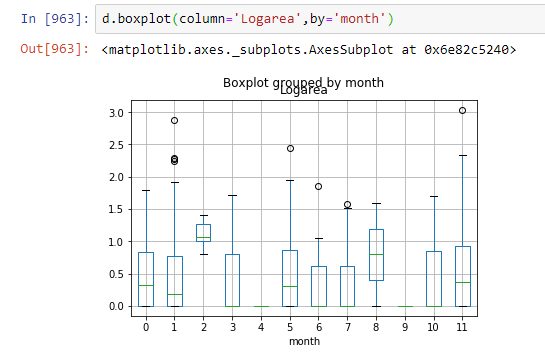 In [963]: d.boxplot(column='Logarea',by='month')
Out[963]: <matplotlib.axes._subplots.AxesSubplot at 0x6e82c5240>
Boxplot grouped by month
Logarea
3.0
2.5
2.0
1.5
1.0
0.5
0.0
0 1 2 3 4 5 6 7 8 9 10 11
month